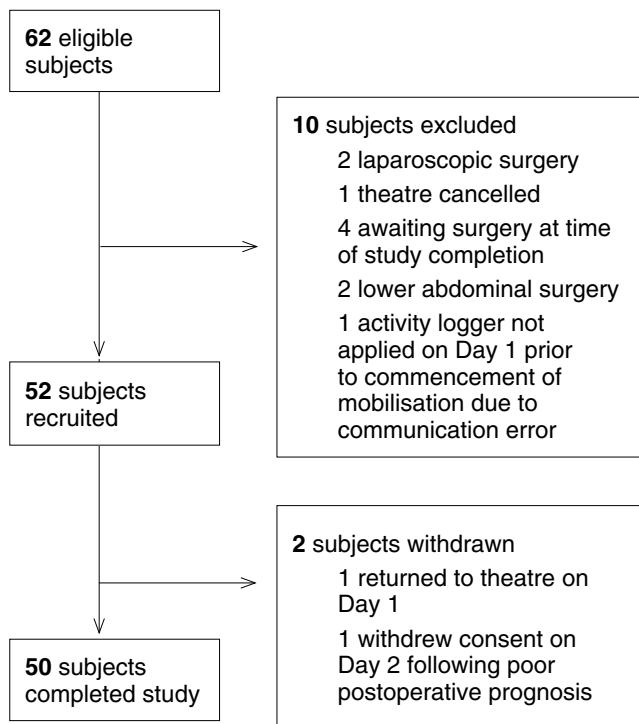 62 eligible
subjects
10 subjects excluded
2 laparoscopic surgery
1 theatre cancelled
4 awaiting surgery at time
of study completion
2 lower abdominal surgery
1 activity logger not
applied on Day 1 prior
to commencement of
mobilisation due to
communication error
52 subjects
recruited
2 subjects withdrawn
1 returned to theatre on
Day 1
1 withdrew consent on
Day 2 following poor
postoperative prognosis
50 subjects
completed study